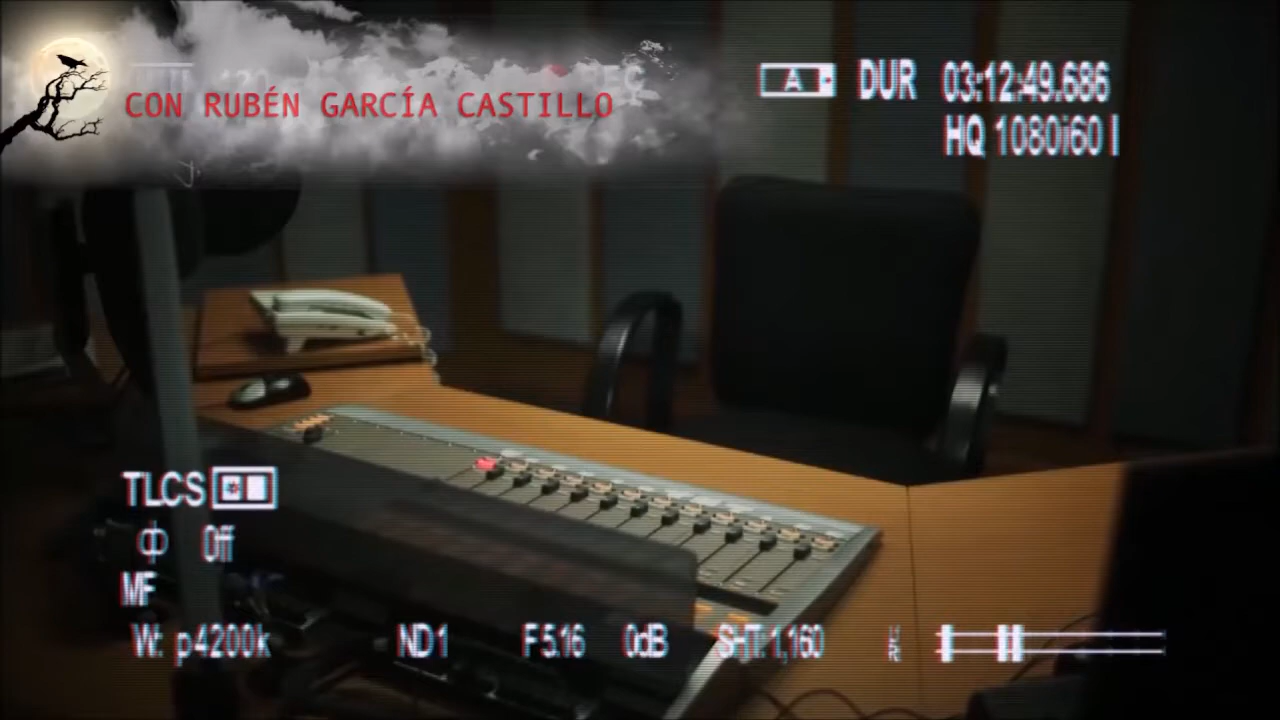 CON RUBÉN GARCÍA CASTILLO
A DUR 03:12:49.686
HQ 1080i60 I
TLCS
Off
MF
W: p4200k ND1 F5.16 0dB SHT: 1,160